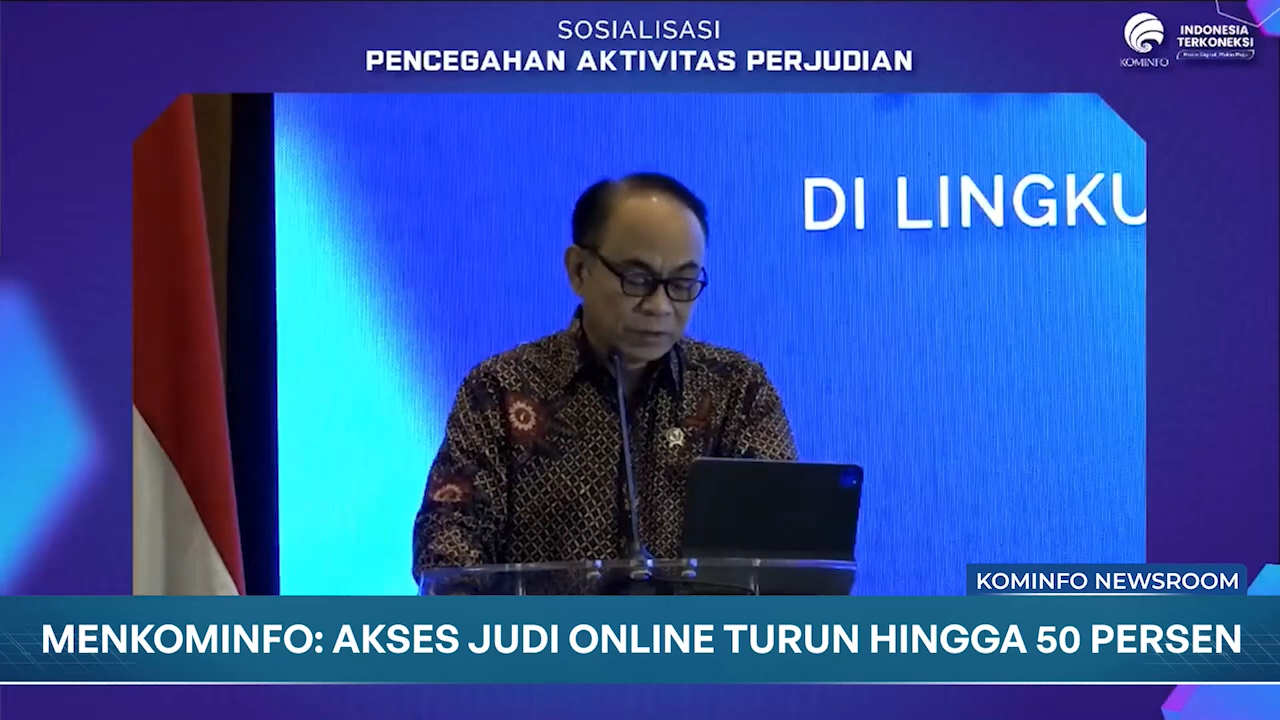 SOSIALISASI
PENCEGAHAN AKTIVITAS PERJUDIAN
KOMINFO
INDONESIA
TERKONEKSI
DI LINGKU
KOMINFO NEWSROOM
MENKOMINFO: AKSES JUDI ONLINE TURUN HINGGA 50 PERSEN